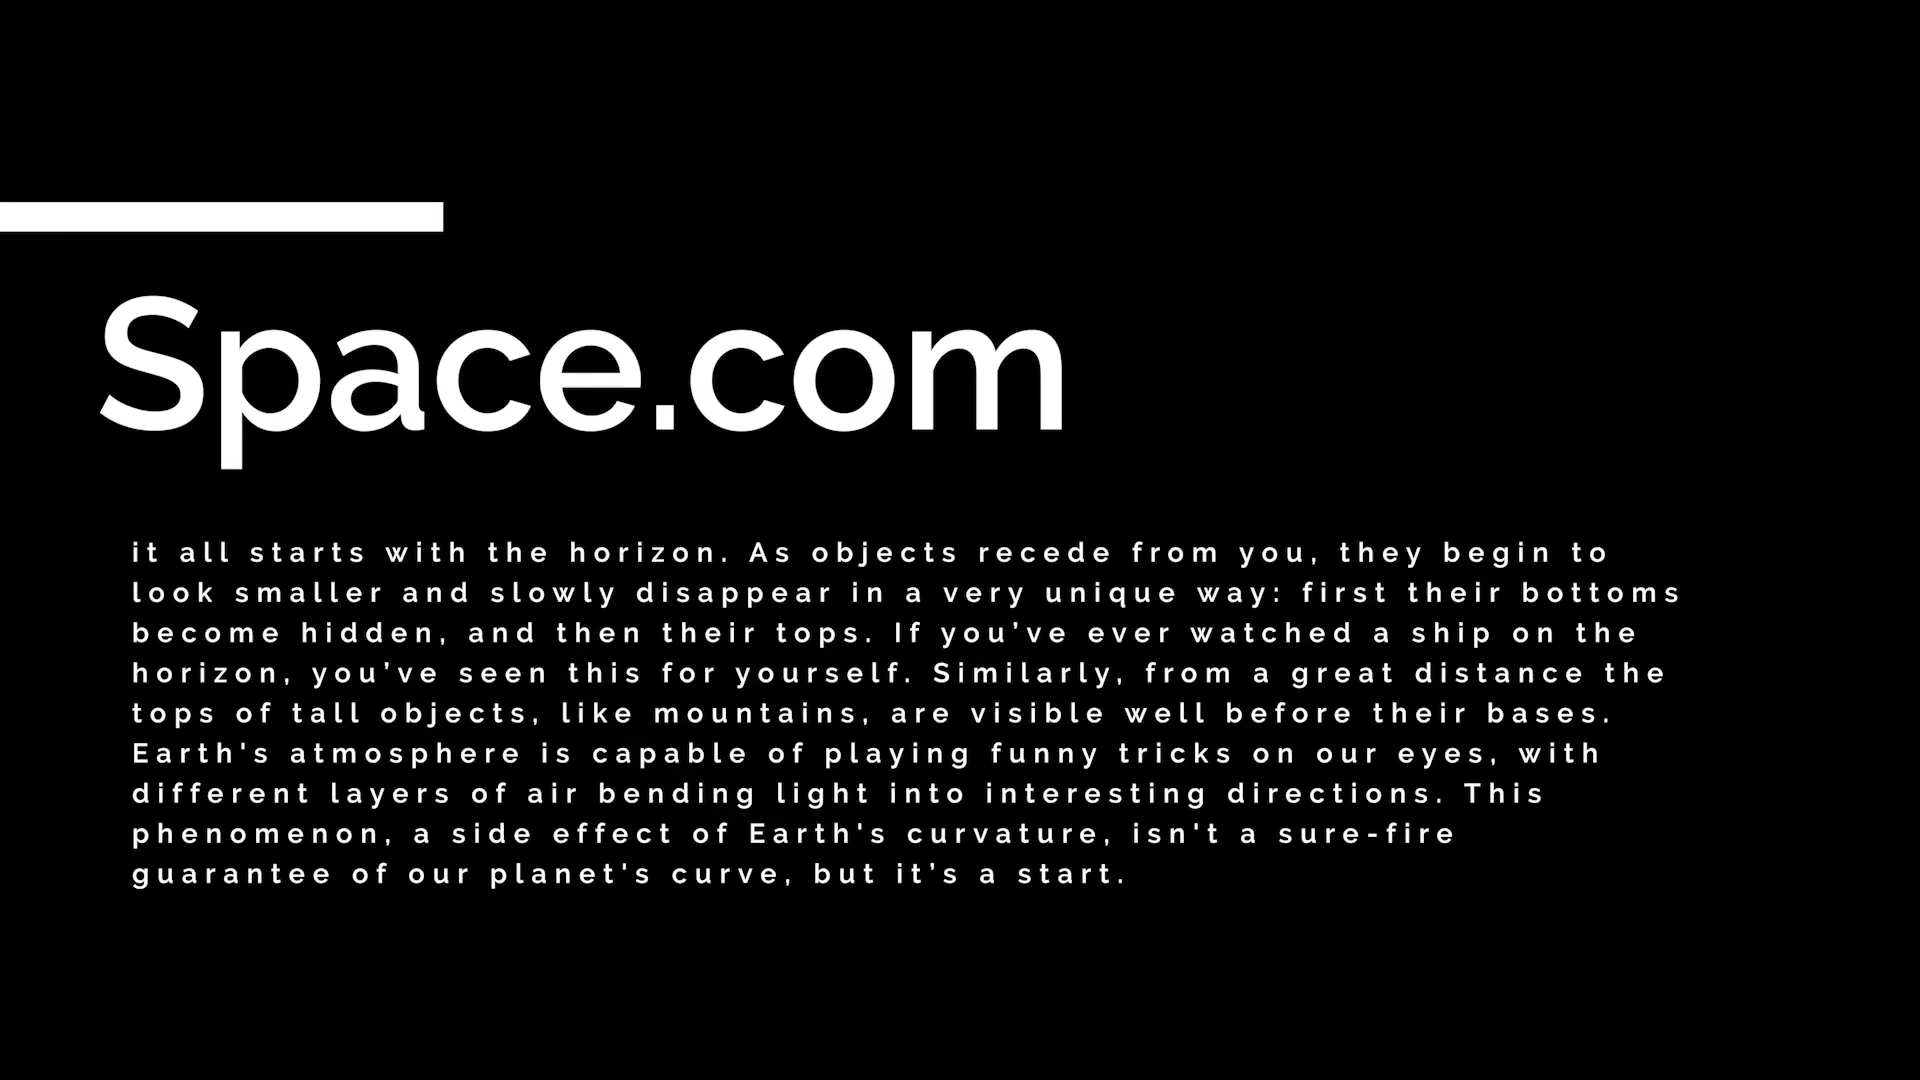 Space.com
it all starts with the horizon. As objects recede from you, they begin to
look smaller and slowly disappear in a very unique way: first their bottoms
become hidden, and then their tops. If you’ve ever watched a ship on the
horizon, you’ve seen this for yourself. Similarly, from a great distance the
tops of tall objects, like mountains, are visible well before their bases.
Earth's atmosphere is capable of playing funny tricks on our eyes, with
different layers of air bending light into interesting directions. This
phenomenon, a side effect of Earth's curvature, isn't a sure-fire
guarantee of our planet's curve, but it’s a start.